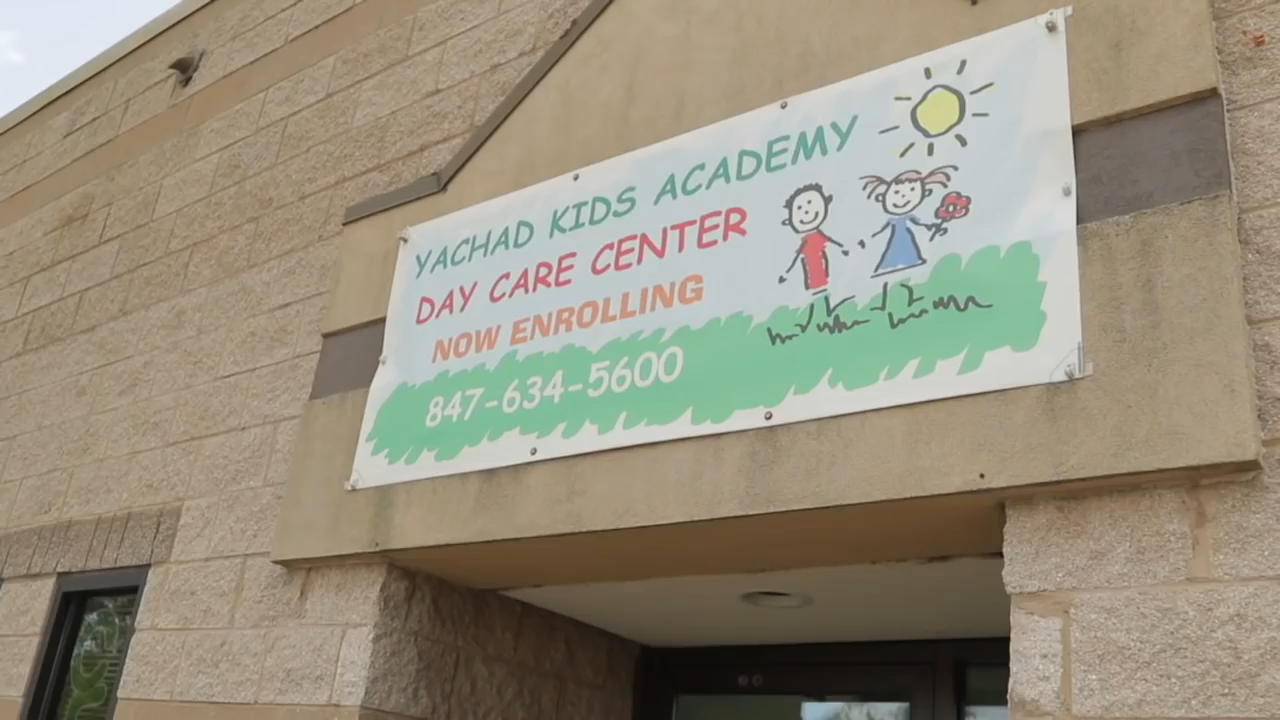 YACHAD KIDS ACADEMY
DAY CARE CENTER
NOW ENROLLING
847-634-5600